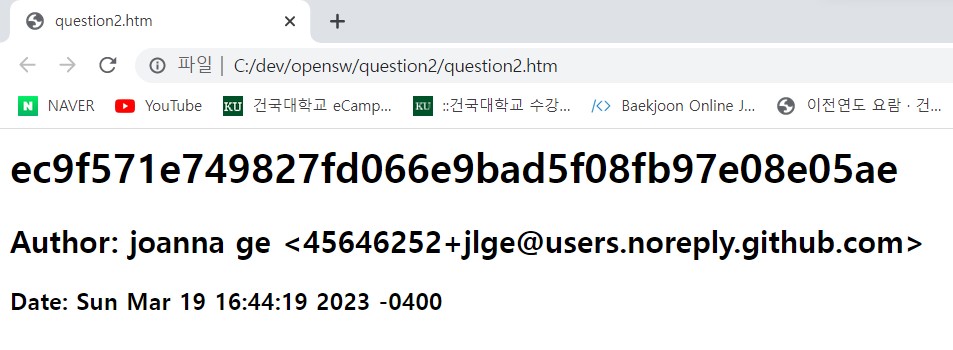 question2.htm
파일 | C:/dev/opensw/question2/question2.htm
N NAVER YouTube KU 건국대학교 eCamp... KU ::건국대학교 수강... Baekjoon Online J... 이전연도 요람 · 건...
ec9f571e749827fd066e9bad5f08fb97e08e05ae
Author: joanna ge <45646252+jlge@users.noreply.github.com>
Date: Sun Mar 19 16:44:19 2023 -0400